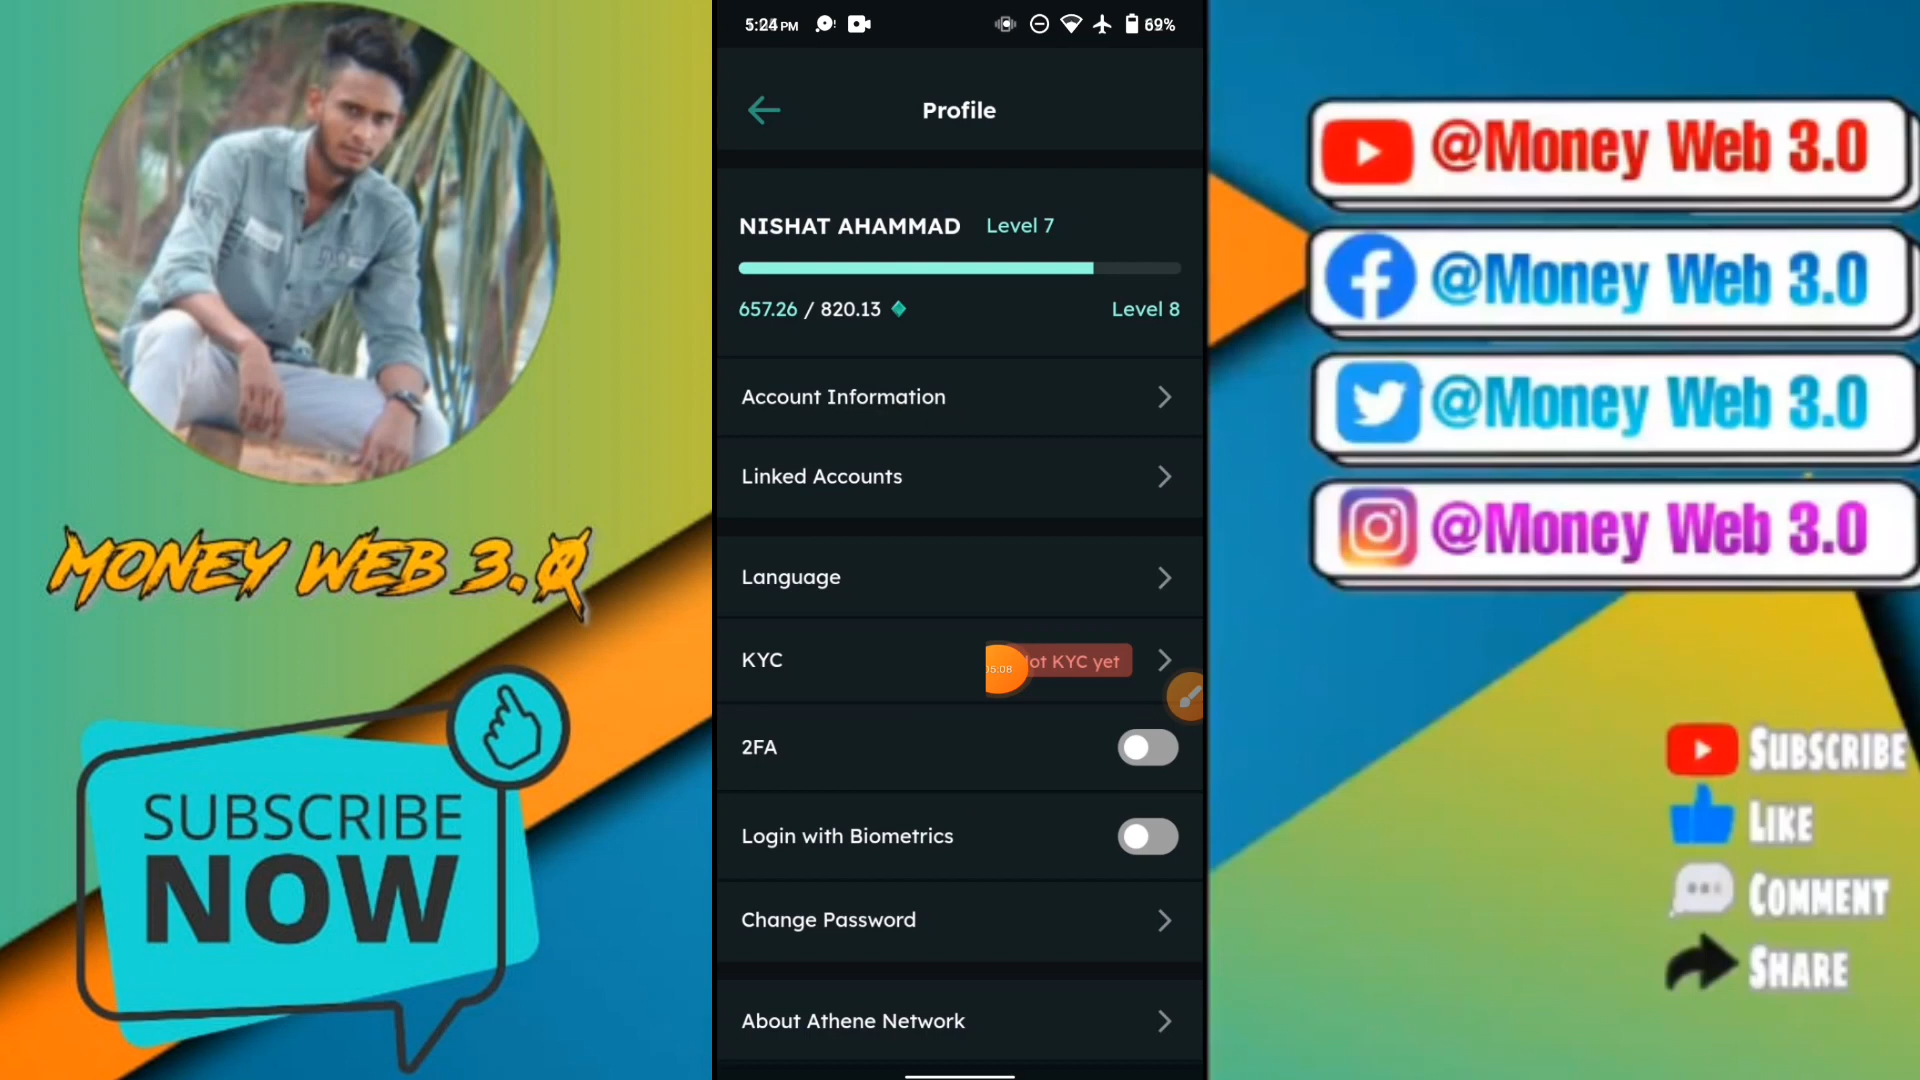 5:24 PM
69%
Profile
NISHAT AHAMMAD Level 7
657.26 / 820.13
Level 8
Account Information
Linked Accounts
Language
KYC
05:08
ot KYC yet
2FA
Login with Biometrics
Change Password
About Athene Network
MONEY WEB 3.0
SUBSCRIBE
NOW
@Money Web 3.0
@Money Web 3.0
@Money Web 3.0
@Money Web 3.0
SUBSCRIBE
LIKE
COMMENT
SHARE